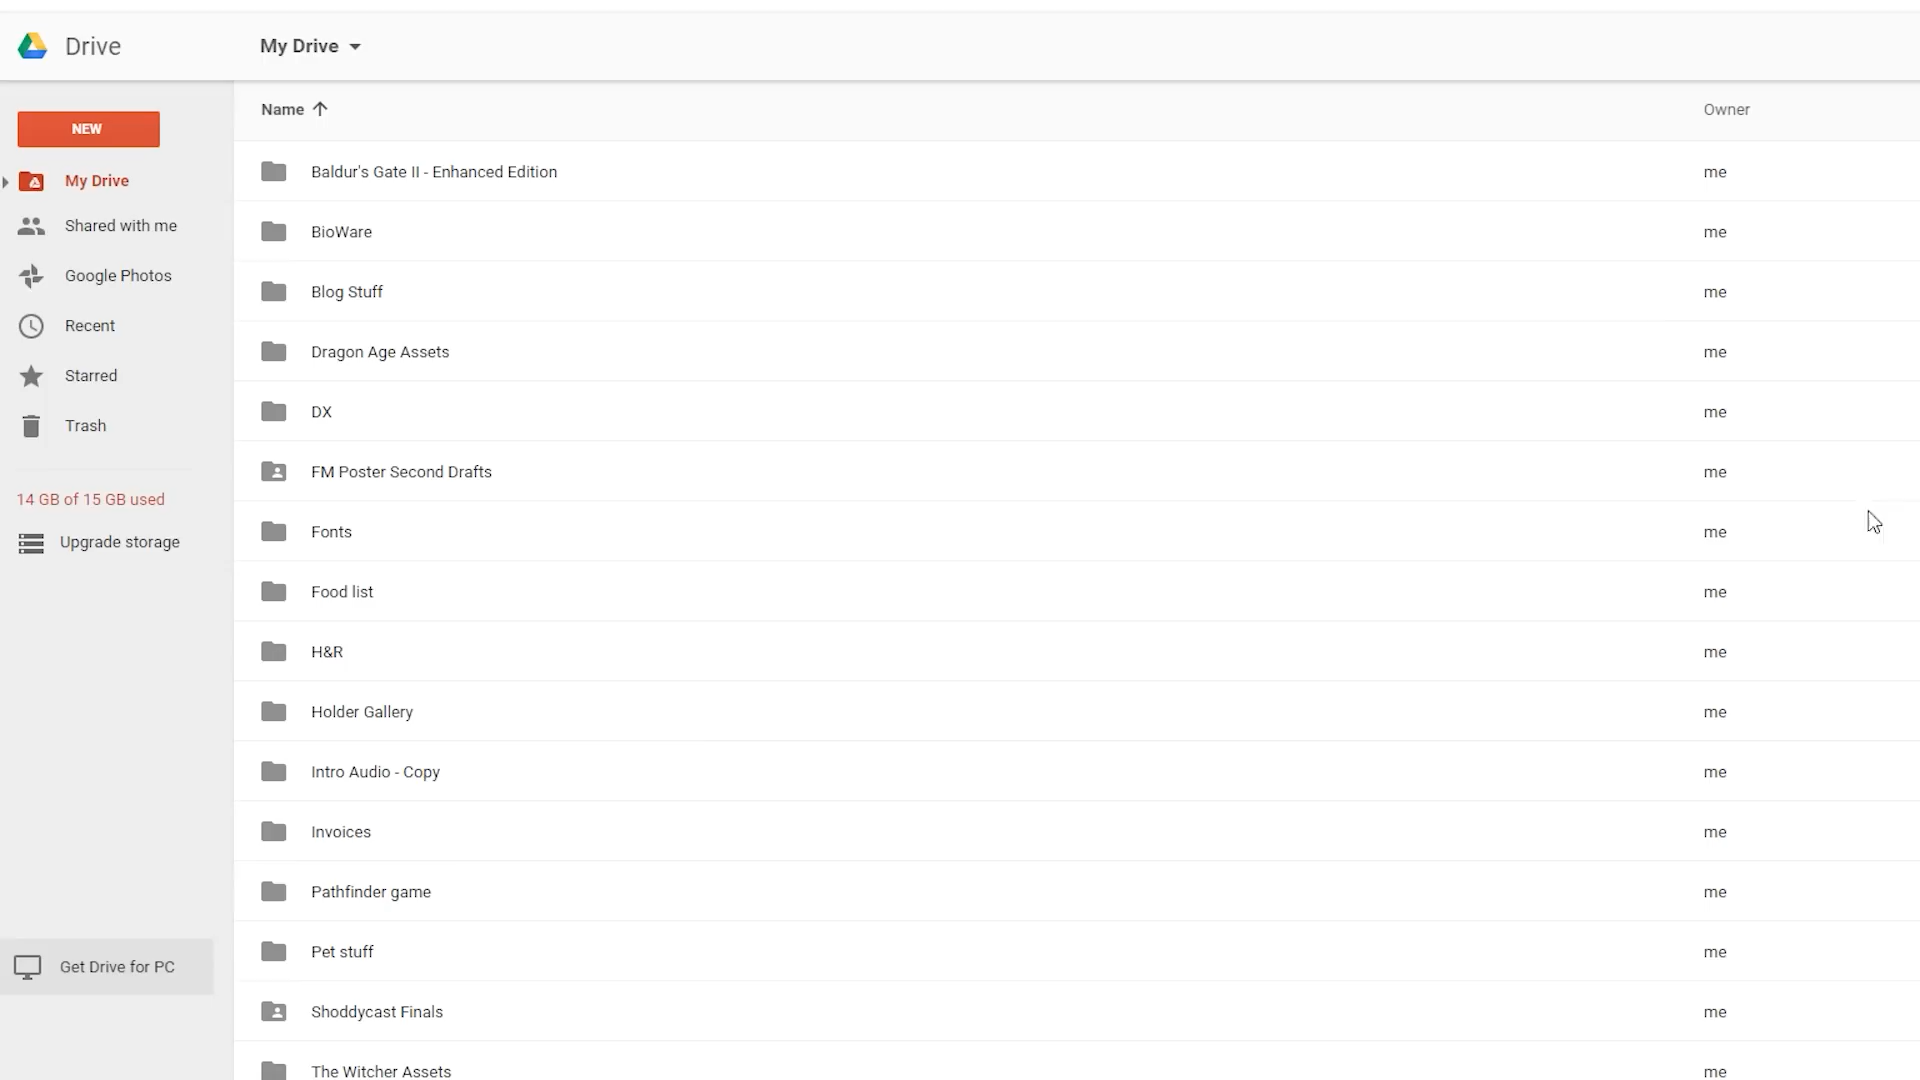 Drive
My Drive
NEW
My Drive
Shared with me
Google Photos
Recent
Starred
Trash
14 GB of 15 GB used
Upgrade storage
Get Drive for PC
Name Owner
Baldur's Gate II - Enhanced Edition me
BioWare me
Blog Stuff me
Dragon Age Assets me
DX me
FM Poster Second Drafts me
Fonts me
Food list me
H&R me
Holder Gallery me
Intro Audio - Copy me
Invoices me
Pathfinder game me
Pet stuff me
Shoddycast Finals me
The Witcher Assets me